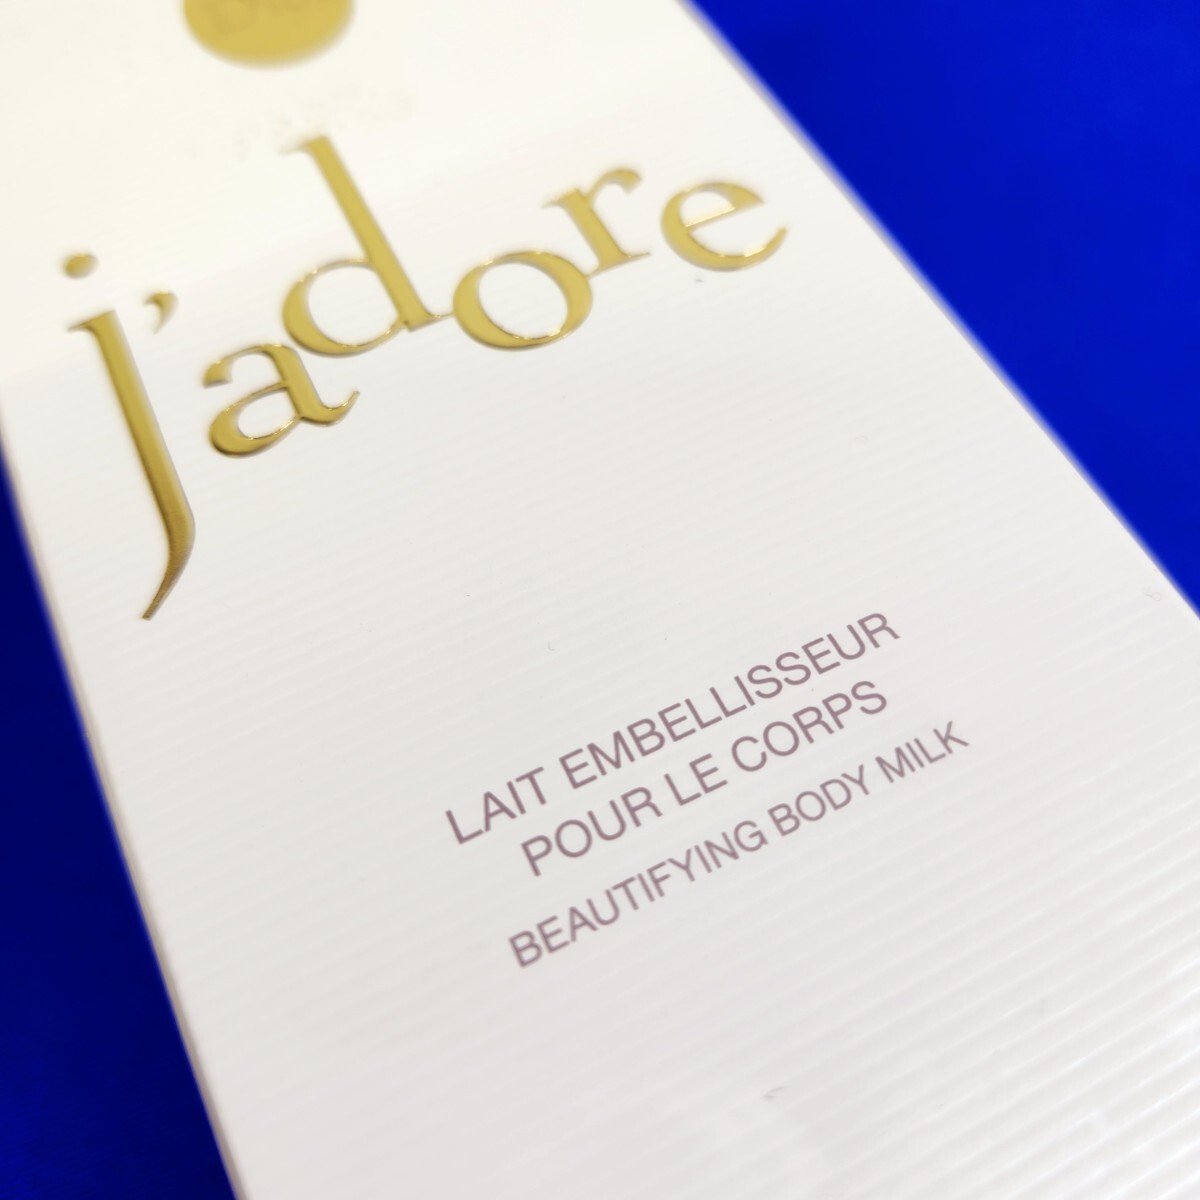 j'adore
LAIT EMBELLISSEUR
POUR LE CORPS
BEAUTIFYING BODY MILK